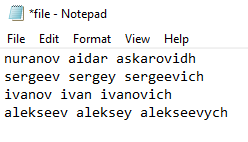 *file - Notepad
File Edit Format View Help
nuranov aidar askarovidh
sergeev sergey sergeevich
ivanov ivan ivanovich
alekseev aleksey alekseevych